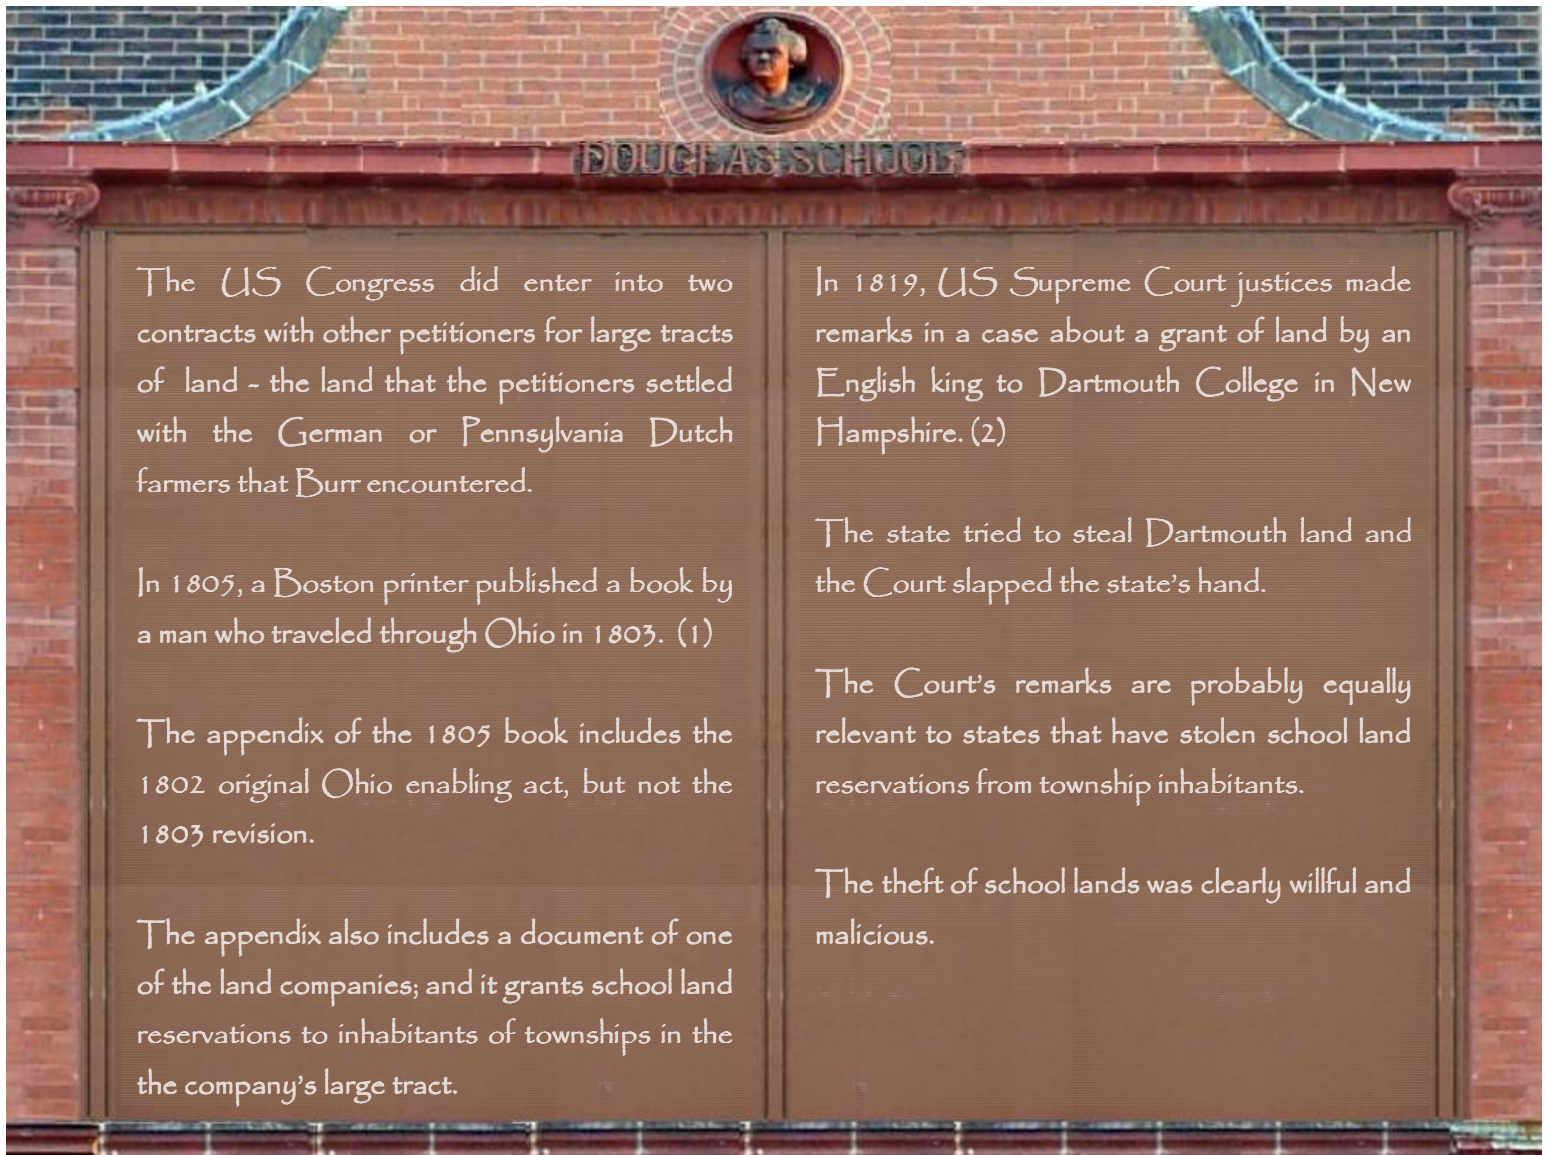 DOUGLAS SCHOOL
The US Congress did enter into two
contracts with other petitioners for large tracts
of land - the land that the petitioners settled
with the German or Pennsylvania Dutch
farmers that Burr encountered.
In 1805, a Boston printer published a book by
a man who traveled through Ohio in 1803. (1)
The appendix of the 1805 book includes the
1802 original Ohio enabling act, but not the
1803 revision.
The appendix also includes a document of one
of the land companies; and it grants school land
reservations to inhabitants of townships in the
the company's large tract.
In 1819, US Supreme Court justices made
remarks in a case about a grant of land by an
English king to Dartmouth College in New
Hampshire. (2)
The state tried to steal Dartmouth land and
the Court slapped the state's hand.
The Court's remarks are probably equally
relevant to states that have stolen school land
reservations from township inhabitants.
The theft of school lands was clearly willful and
malicious.